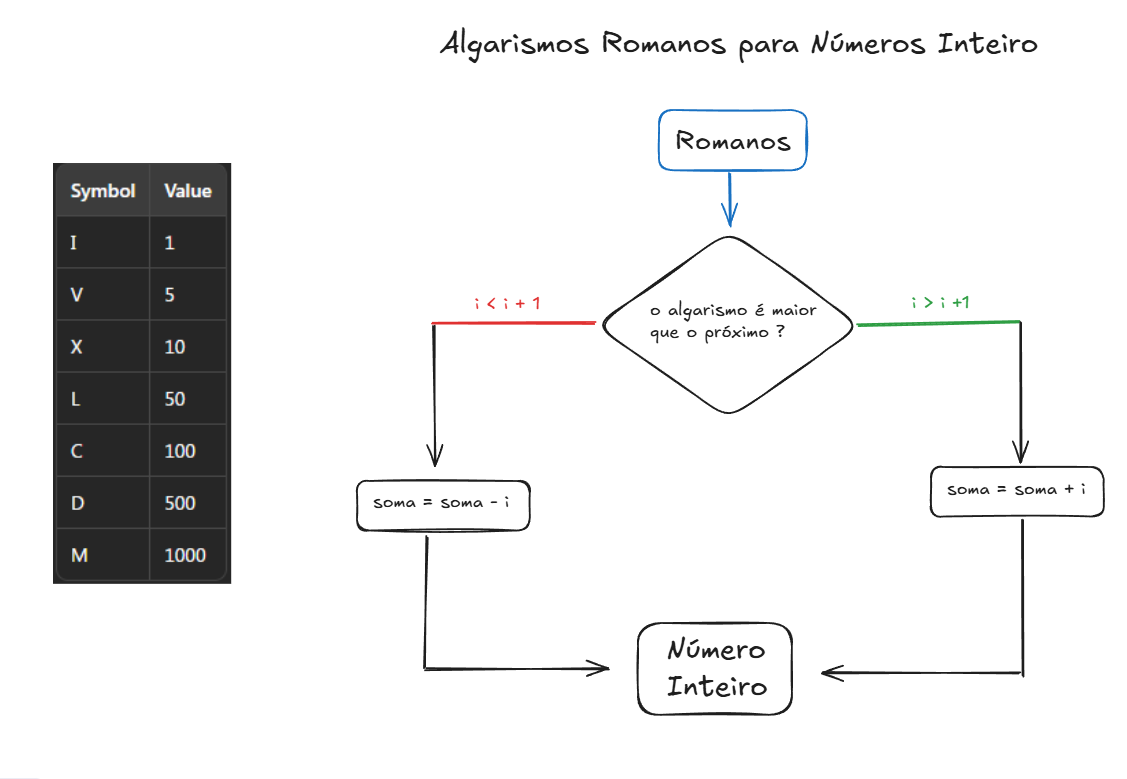 Algarismos Romanos para Números Inteiro
Romanos
Symbol Value
I 1
V 5
X 10
L 50
C 100
D 500
M 1000
i < i + 1
o algarismo é maior
que o próximo ?
i > i +1
soma = soma - i
soma = soma + i
Número
Inteiro